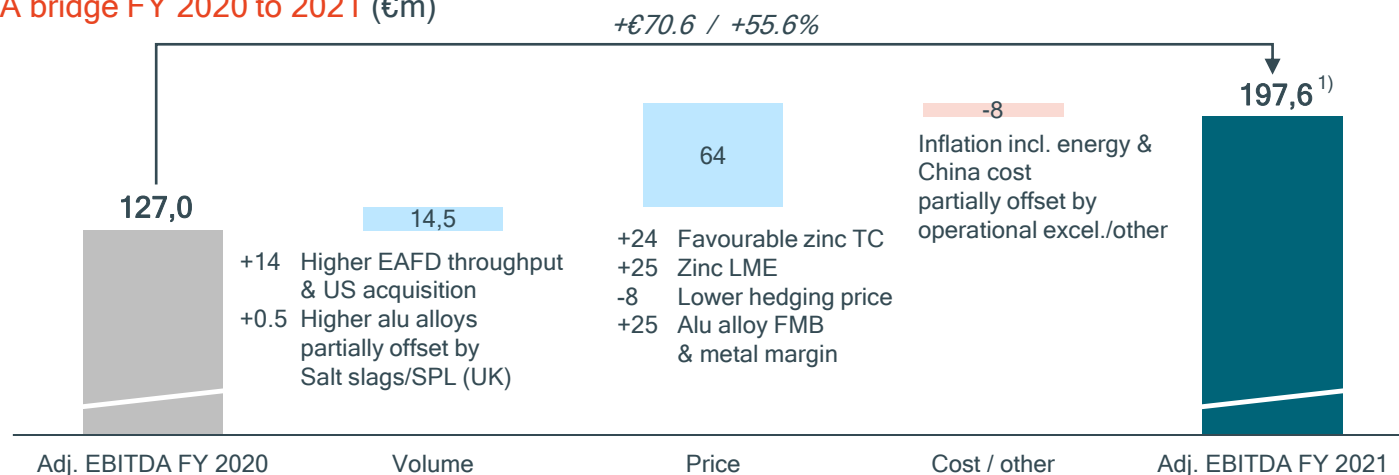 A bridge FY 2020 to 2021 (€m)
+€70.6 / +55.6%
197,6 1)
-8
Inflation incl. energy &
China cost
partially offset by
operational excel./other
64
127,0
14,5
+14 Higher EAFD throughput
& US acquisition
+0.5 Higher alu alloys
partially offset by
Salt slags/SPL (UK)
+24 Favourable zinc TC
+25 Zinc LME
-8 Lower hedging price
+25 Alu alloy FMB
& metal margin
Adj. EBITDA FY 2020 Volume Price Cost / other Adj. EBITDA FY 2021